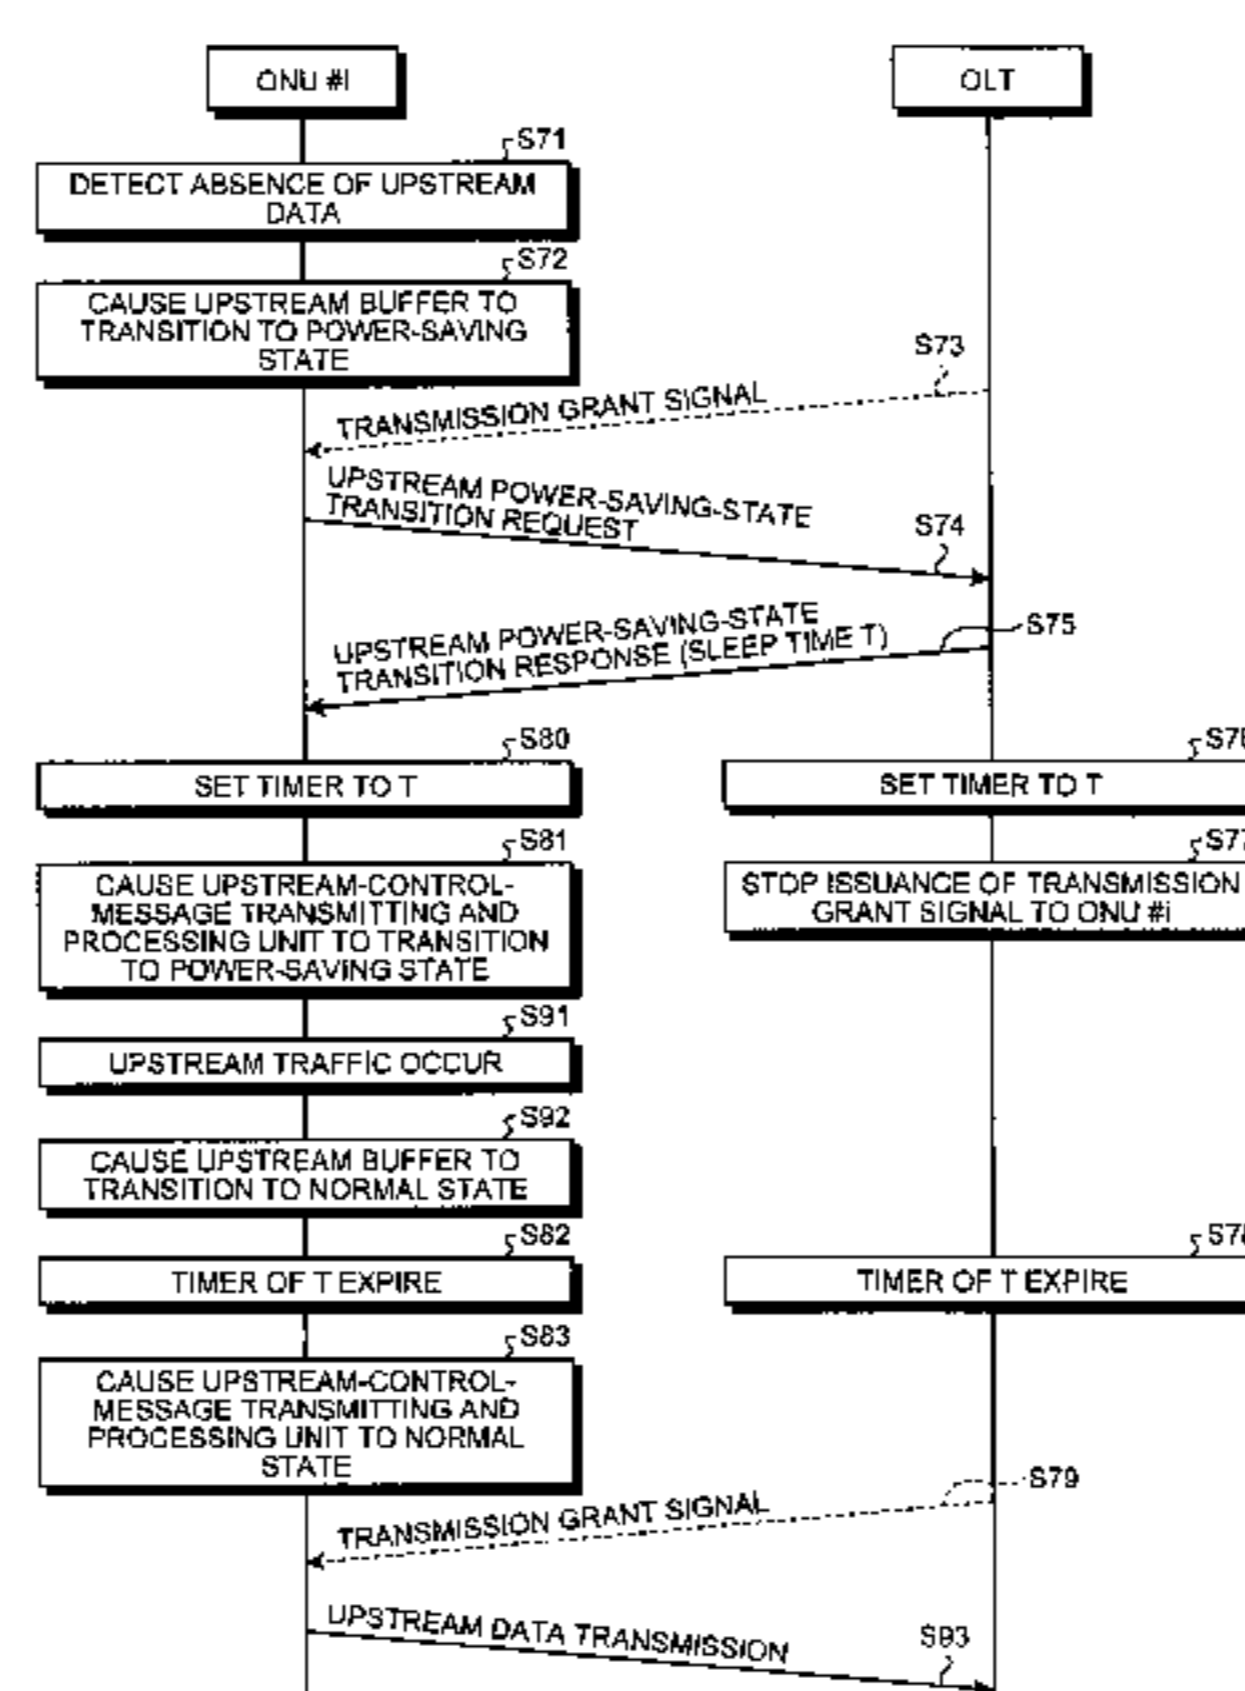 ONU #i
OLT
S71
DETECT ABSENCE OF UPSTREAM
DATA
S72
CAUSE UPSTREAM BUFFER TO
TRANSITION TO POWER-SAVING
STATE
S73
TRANSMISSION GRANT SIGNAL
UPSTREAM POWER-SAVING-STATE
TRANSITION REQUEST
S74
UPSTREAM POWER-SAVING-STATE
TRANSITION RESPONSE (SLEEP TIME T)
S75
S80
SET TIMER TO T
S76
SET TIMER TO T
S81
CAUSE UPSTREAM-CONTROL-
MESSAGE TRANSMITTING AND
PROCESSING UNIT TO TRANSITION
TO POWER-SAVING STATE
S77
STOP ISSUANCE OF TRANSMISSION
GRANT SIGNAL TO ONU #i
S91
UPSTREAM TRAFFIC OCCUR
S92
CAUSE UPSTREAM BUFFER TO
TRANSITION TO NORMAL STATE
S82
TIMER OF T EXPIRE
S78
TIMER OF T EXPIRE
S83
CAUSE UPSTREAM-CONTROL-
MESSAGE TRANSMITTING AND
PROCESSING UNIT TO NORMAL
STATE
S79
TRANSMISSION GRANT SIGNAL
UPSTREAM DATA TRANSMISSION
S93